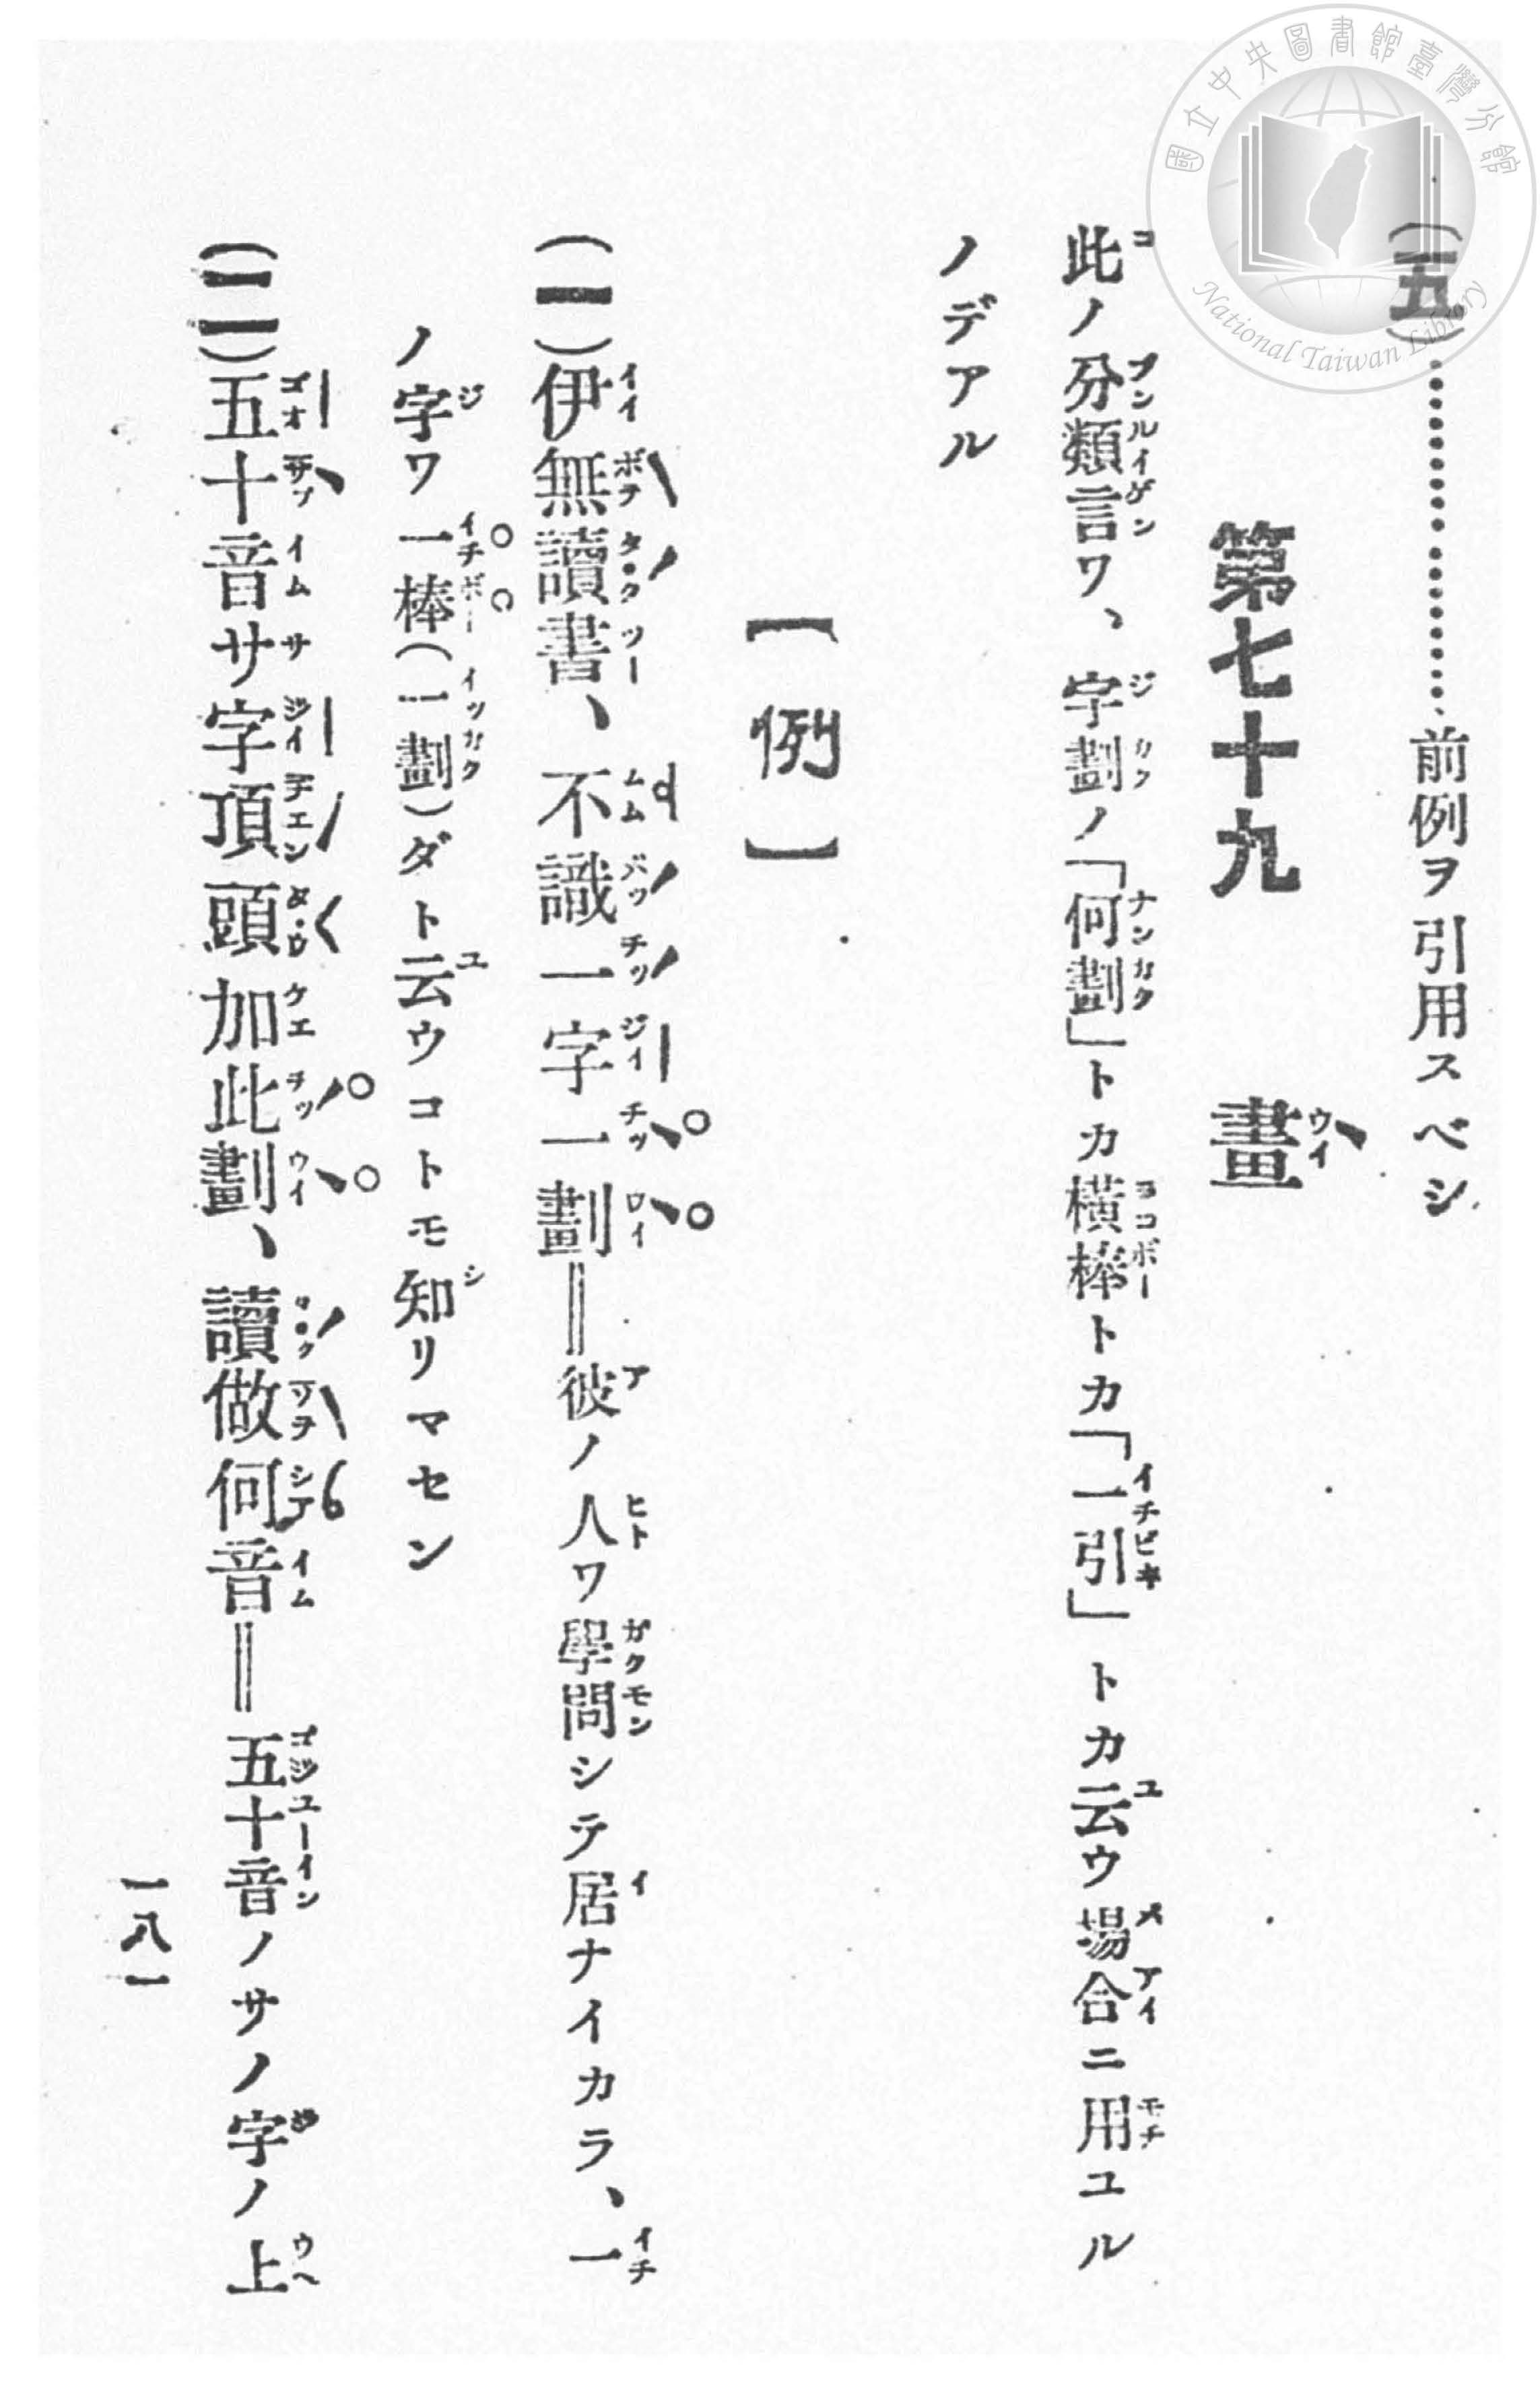 國立中央圖書館臺灣分館
National Taiwan Library
(五)……………………前例ヲ引用スベシ
第七十九 畫
此ノ分類言ワ、字劃ノ「何劃」トカ橫棒トカ「一引」トカ云ウ場合ニ用ユル
ノデアル
【例】
(一)伊無讀書、不識一字一劃‖彼ノ人ワ學問シテ居ナイカラ、一
ノ字ワ一棒(一劃)ダト云ウコトモ知リマセン
(二)五十音サ字頂頭加此劃、讀做何音‖五十音ノサノ字ノ上
一八一